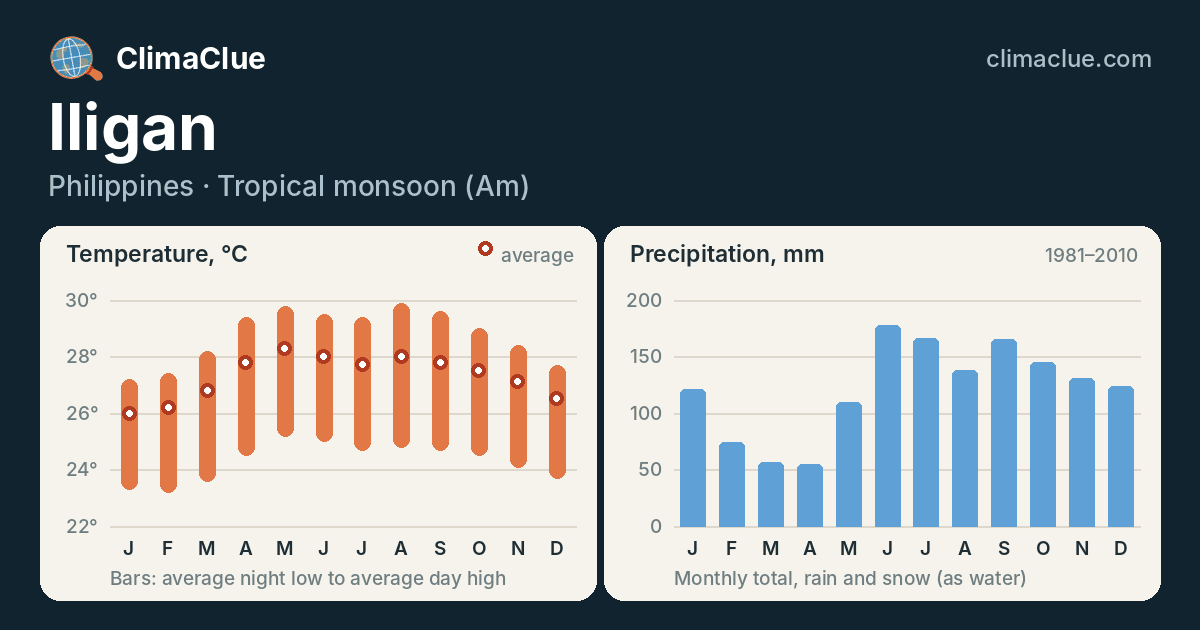 ClimaClue
climaclue.com
Iligan
Philippines · Tropical monsoon (Am)
Temperature, °C
average
30°
28°
26°
24°
22°
J F M A M J J A S O N D
Bars: average night low to average day high
Precipitation, mm
1981–2010
200
150
100
50
0
J F M A M J J A S O N D
Monthly total, rain and snow (as water)